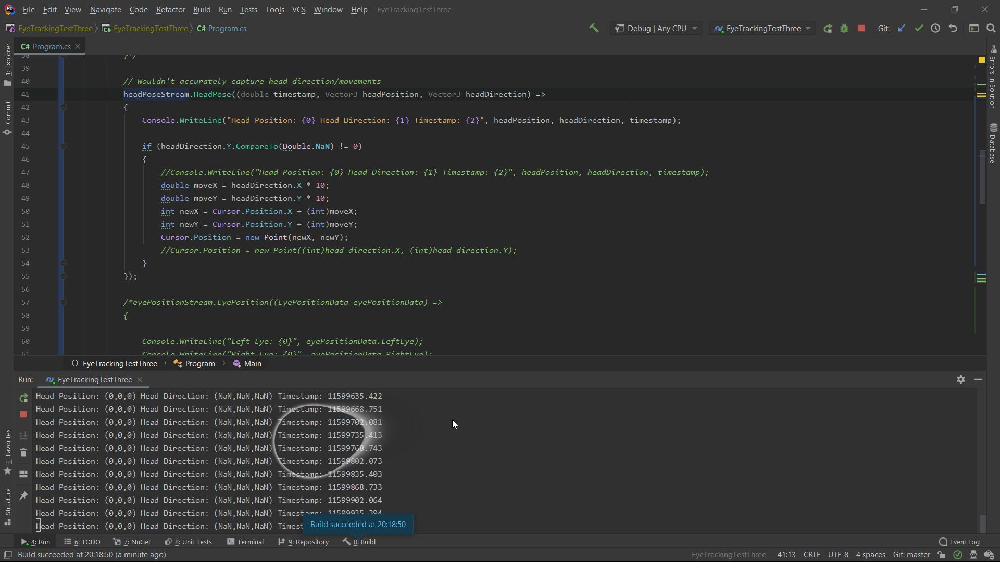 File Edit View Navigate Code Refactor Build Run Tests Tools VCS Window Help EyeTrackingTestThree
EyeTrackingTestThree EyeTrackingTestThree C# Program.cs Debug | Any CPU EyeTrackingTestThree Git:
C# Program.cs
1: Explorer
Commit
2: Favorites
Structure
Errors In Solution
Database
38 }*/
39
40 // Wouldn't accurately capture head direction/movements
41 headPoseStream.HeadPose((double timestamp, Vector3 headPosition, Vector3 headDirection) =>
42 {
43 Console.WriteLine("Head Position: {0} Head Direction: {1} Timestamp: {2}", headPosition, headDirection, timestamp);
44
45 if (headDirection.Y.CompareTo(Double.NaN) != 0)
46 {
47 //Console.WriteLine("Head Position: {0} Head Direction: {1} Timestamp: {2}", headPosition, headDirection, timestamp);
48 double moveX = headDirection.X * 10;
49 double moveY = headDirection.Y * 10;
50 int newX = Cursor.Position.X + (int)moveX;
51 int newY = Cursor.Position.Y + (int)moveY;
52 Cursor.Position = new Point(newX, newY);
53 //Cursor.Position = new Point((int)head_direction.X, (int)head_direction.Y);
54 }
55 });
56
57 /*eyePositionStream.EyePosition((EyePositionData eyePositionData) =>
58 {
59
60 Console.WriteLine("Left Eye: {0}", eyePositionData.LeftEye);
61 Console.WriteLine("Right Eye: {0}", eyePositionData.RightEye);
EyeTrackingTestThree Program Main
Run: EyeTrackingTestThree
Head Position: (0,0,0) Head Direction: (NaN,NaN,NaN) Timestamp: 11599635.422
Head Position: (0,0,0) Head Direction: (NaN,NaN,NaN) Timestamp: 11599668.751
Head Position: (0,0,0) Head Direction: (NaN,NaN,NaN) Timestamp: 11599702.081
Head Position: (0,0,0) Head Direction: (NaN,NaN,NaN) Timestamp: 11599735.413
Head Position: (0,0,0) Head Direction: (NaN,NaN,NaN) Timestamp: 11599768.743
Head Position: (0,0,0) Head Direction: (NaN,NaN,NaN) Timestamp: 11599802.073
Head Position: (0,0,0) Head Direction: (NaN,NaN,NaN) Timestamp: 11599835.403
Head Position: (0,0,0) Head Direction: (NaN,NaN,NaN) Timestamp: 11599868.733
Head Position: (0,0,0) Head Direction: (NaN,NaN,NaN) Timestamp: 11599902.064
Head Position: (0,0,0) Head Direction: (NaN,NaN,NaN) Timestamp: 11599935.394
Head Position: (0,0,0) Head Direction: (NaN,NaN,NaN) Timest
Build succeeded at 20:18:50
4: Run 6: TODO 7: NuGet 8: Unit Tests Terminal 9: Repository 0: Build Event Log
Build succeeded at 20:18:50 (a minute ago) EyeTrackingTestThree 41:13 CRLF UTF-8 4 spaces Git: master